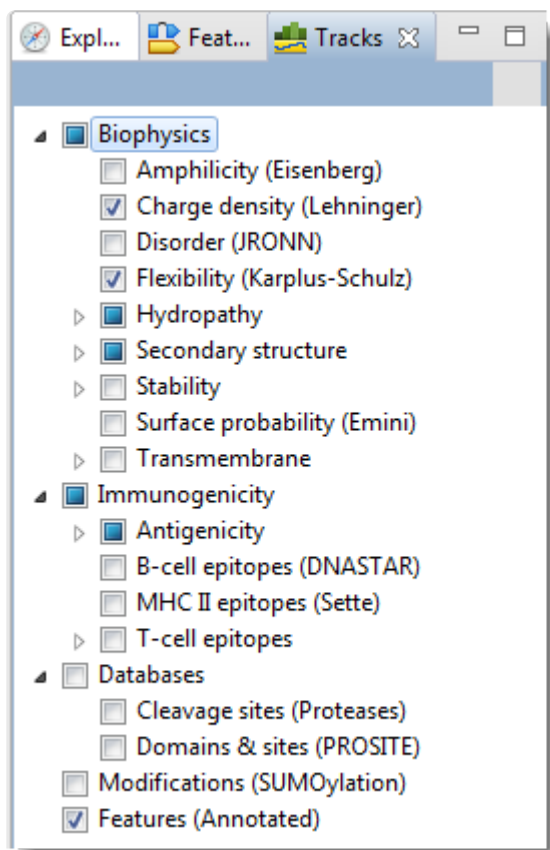 Expl... Feat... Tracks
Biophysics
Amphilicity (Eisenberg)
Charge density (Lehninger)
Disorder (JRONN)
Flexibility (Karplus-Schulz)
Hydropathy
Secondary structure
Stability
Surface probability (Emini)
Transmembrane
Immunogenicity
Antigenicity
B-cell epitopes (DNASTAR)
MHC II epitopes (Sette)
T-cell epitopes
Databases
Cleavage sites (Proteases)
Domains & sites (PROSITE)
Modifications (SUMOylation)
Features (Annotated)